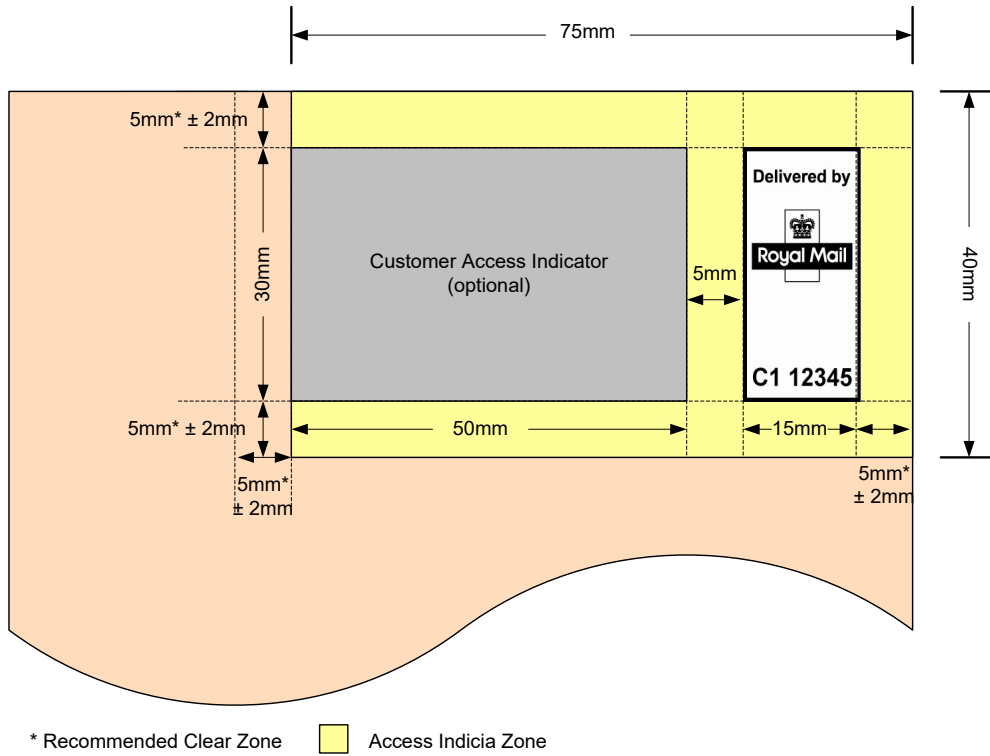 75mm
5mm* ± 2mm
Delivered by
Royal Mail
Customer Access Indicator
(optional)
30mm
5mm
40mm
C1 12345
5mm* ± 2mm
50mm
15mm
5mm*
± 2mm
5mm*
± 2mm
* Recommended Clear Zone
Access Indicia Zone